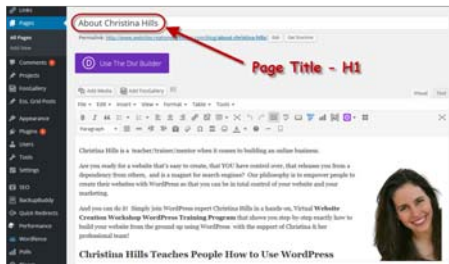 Links
Pages
All Pages
Add New
Comments
Projects
FooGallery
Ess. Grid Posts
Appearance
Plugins
Users
Tools
Settings
SEO
BackupBuddy
Quick Redirects
Performance
Wordfence
Polls
About Christina Hills
Permalink:
about-christina-hills/
Edit
Get Shortlink
Use The Divi Builder
Page Title - H1
Add Media
Add FooGallery
Visual
Text
File
Edit
Insert
View
Format
Table
Tools
Paragraph
Christina Hills is a teacher/trainer/mentor when it comes to building an online business.
Are you ready for a website that's easy to create, that YOU have control over, that releases you from a
dependency from others, and is a magnet for search engines? Our philosophy is to empower people to
create their websites with WordPress so that you can be in total control of your website and your
marketing.
And you can do it! Simply join WordPress expert Christina Hills in a hands-on, Virtual Website
Creation Workshop WordPress Training Program that shows you step by step exactly how to
build your website from the ground up using WordPress with the support of Christina & her
professional team!
Christina Hills Teaches People How to Use WordPress